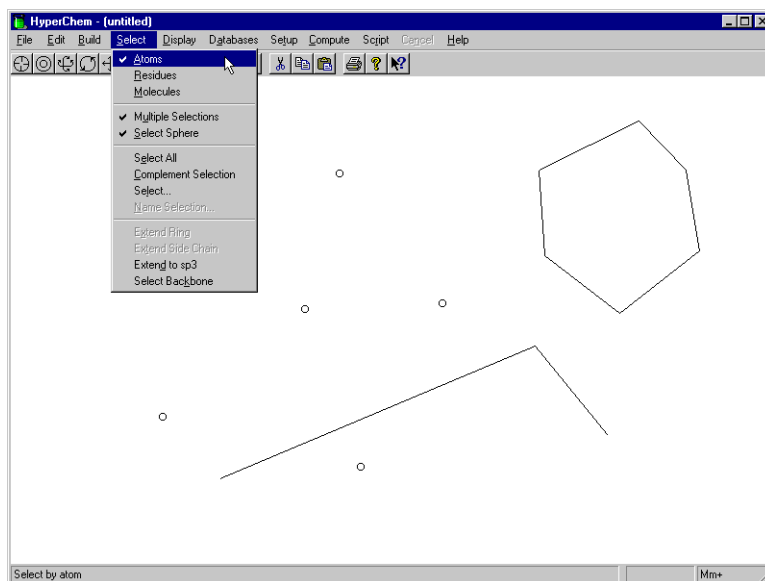 HyperChem - (untitled)
File Edit Build Select Display Databases Setup Compute Script Cancel Help
Atoms
Residues
Molecules
Multiple Selections
Select Sphere
Select All
Complement Selection
Select...
Name Selection...
Extend Ring
Extend Side Chain
Extend to sp3
Select Backbone
Select by atom Mm+